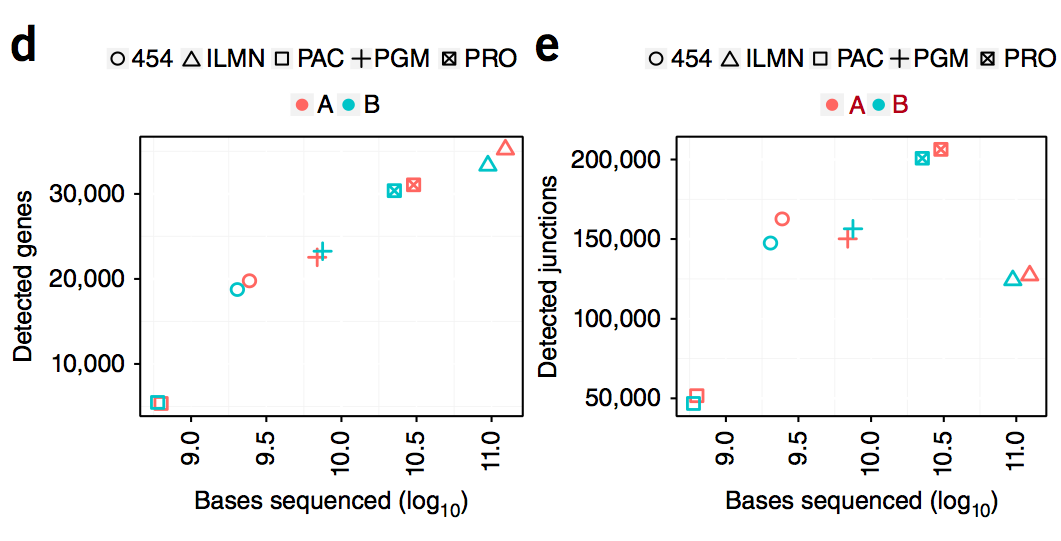 d
454 ILMN PAC PGM PRO
A B
Detected genes
30,000
20,000
10,000
9.0 9.5 10.0 10.5 11.0
Bases sequenced (log10)
e
454 ILMN PAC PGM PRO
A B
Detected junctions
200,000
150,000
100,000
50,000
9.0 9.5 10.0 10.5 11.0
Bases sequenced (log10)